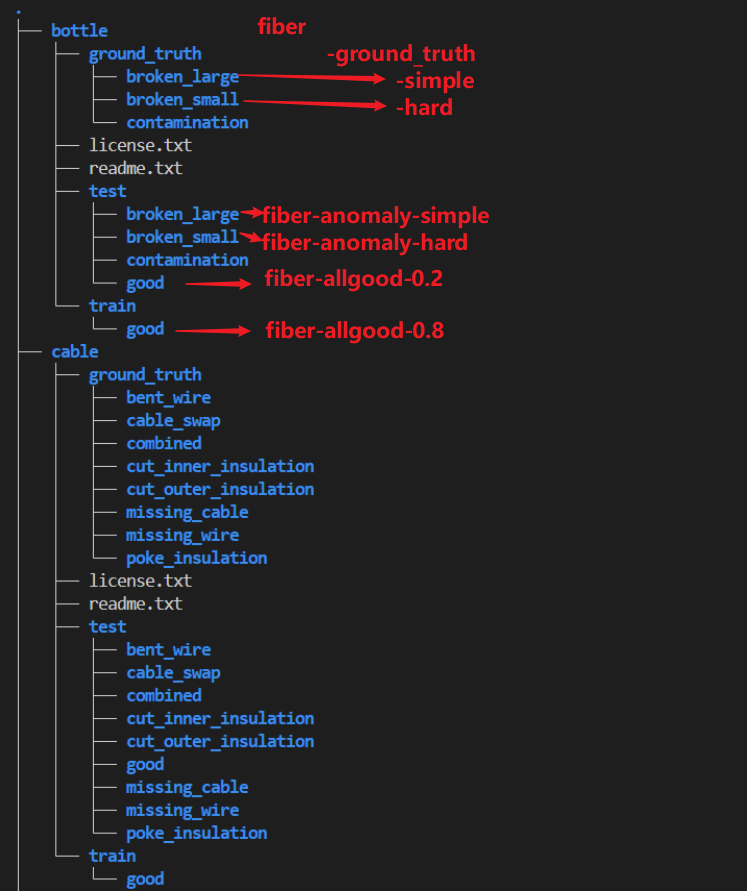 .
bottle fiber
ground_truth -ground_truth
broken_large -simple
broken_small -hard
contamination
license.txt
readme.txt
test
broken_large fiber-anomaly-simple
broken_small fiber-anomaly-hard
contamination
good fiber-allgood-0.2
train
good fiber-allgood-0.8
cable
ground_truth
bent_wire
cable_swap
combined
cut_inner_insulation
cut_outer_insulation
missing_cable
missing_wire
poke_insulation
license.txt
readme.txt
test
bent_wire
cable_swap
combined
cut_inner_insulation
cut_outer_insulation
good
missing_cable
missing_wire
poke_insulation
train
good